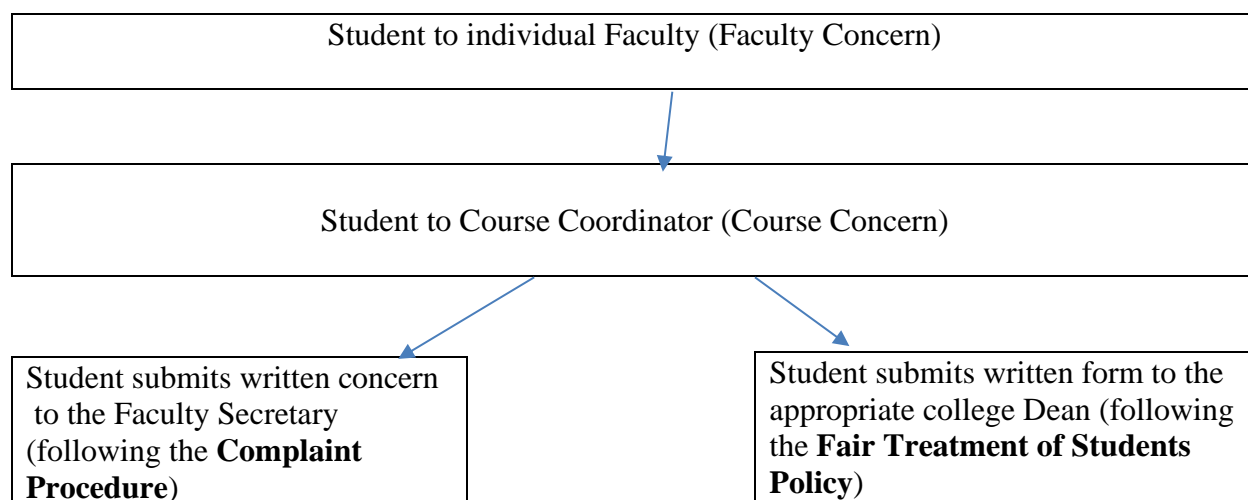 Student to individual Faculty (Faculty Concern)
Student to Course Coordinator (Course Concern)
Student submits written concern
to the Faculty Secretary
(following the Complaint
Procedure)
Student submits written form to the
appropriate college Dean (following
the Fair Treatment of Students
Policy)